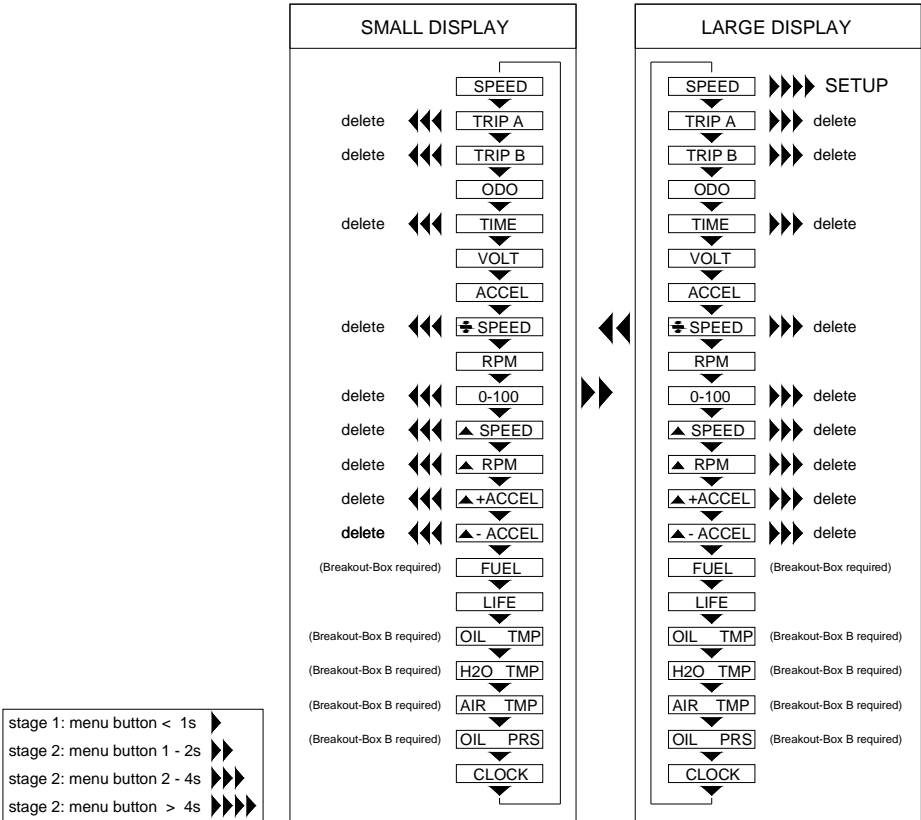 SMALL DISPLAY
SPEED
delete TRIP A
delete TRIP B
ODO
delete TIME
VOLT
ACCEL
delete SPEED
RPM
delete 0-100
delete SPEED
delete RPM
delete +ACCEL
delete - ACCEL
(Breakout-Box required) FUEL
LIFE
(Breakout-Box B required) OIL TMP
(Breakout-Box B required) H2O TMP
(Breakout-Box B required) AIR TMP
(Breakout-Box B required) OIL PRS
CLOCK
LARGE DISPLAY
SPEED SETUP
TRIP A delete
TRIP B delete
ODO
TIME delete
VOLT
ACCEL
SPEED delete
RPM
0-100 delete
SPEED delete
RPM delete
+ACCEL delete
- ACCEL delete
FUEL (Breakout-Box required)
LIFE
OIL TMP (Breakout-Box B required)
H2O TMP (Breakout-Box B required)
AIR TMP (Breakout-Box B required)
OIL PRS (Breakout-Box B required)
CLOCK
stage 1: menu button < 1s
stage 2: menu button 1 - 2s
stage 2: menu button 2 - 4s
stage 2: menu button > 4s